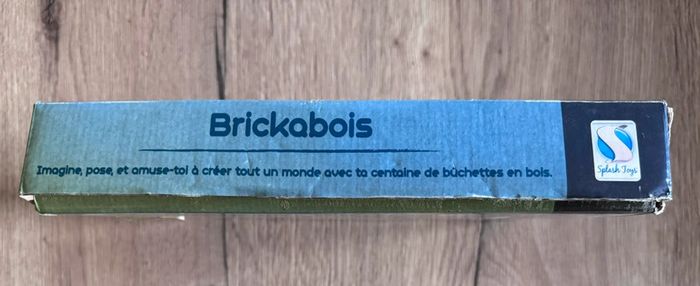 Brickabois
Imagine, pose, et amuse-toi à créer tout un monde avec ta centaine de bûchettes en bois.
Splash Toys